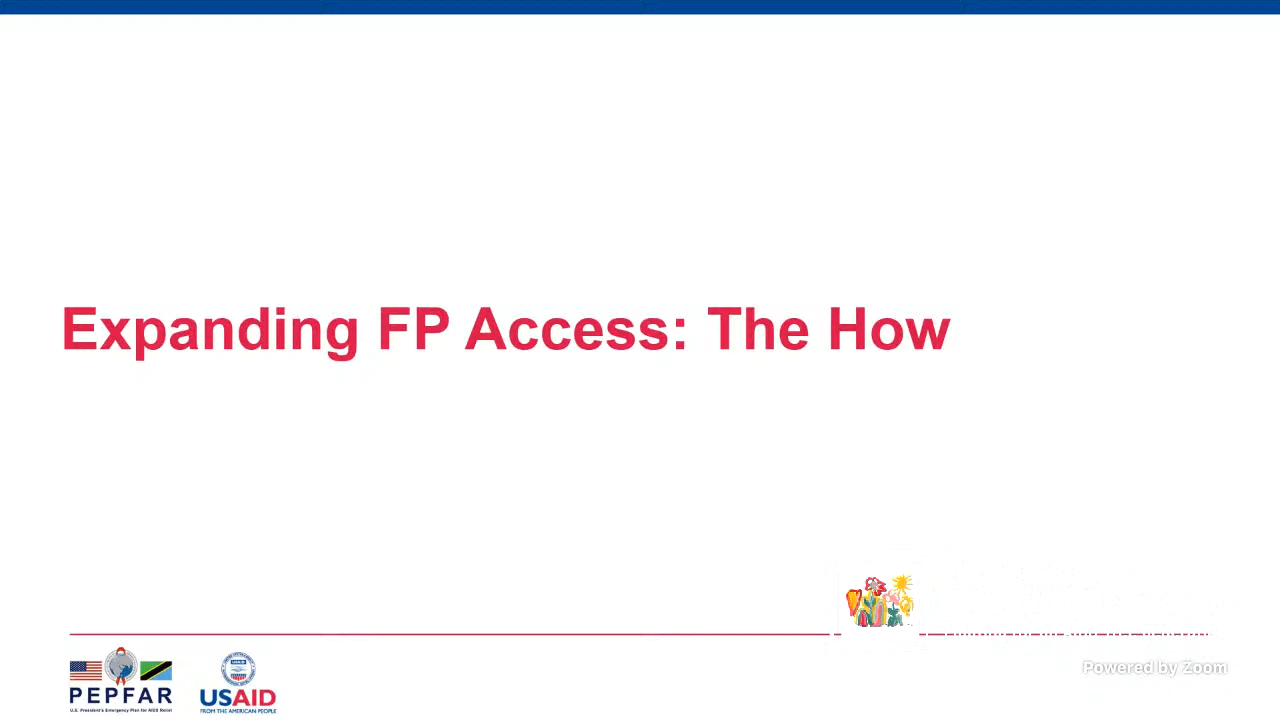 Expanding FP Access: The How
PEPFAR
U.S. President's Emergency Plan for AIDS Relief
USAID
FROM THE AMERICAN PEOPLE
Powered by Zoom